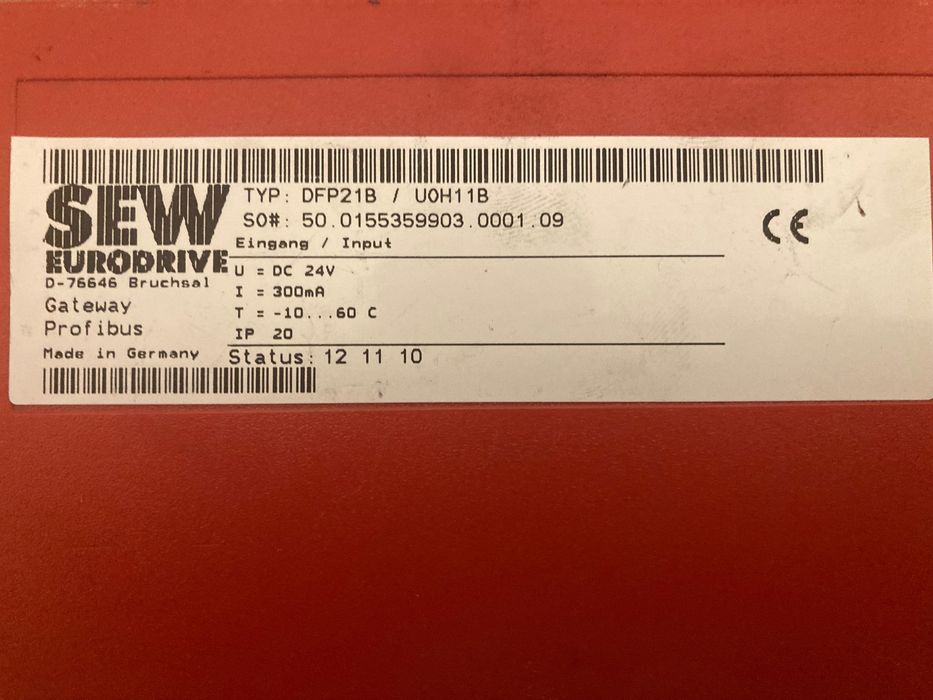 SEW
EURODRIVE
D-76646 Bruchsal
Gateway
Profibus
Made in Germany
TYP: DFP21B / UOH11B
SO#: 50.0155359903.0001.09
Eingang / Input
U = DC 24V
I = 300mA
T = -10...60 C
IP 20
Status: 12 11 10
CE